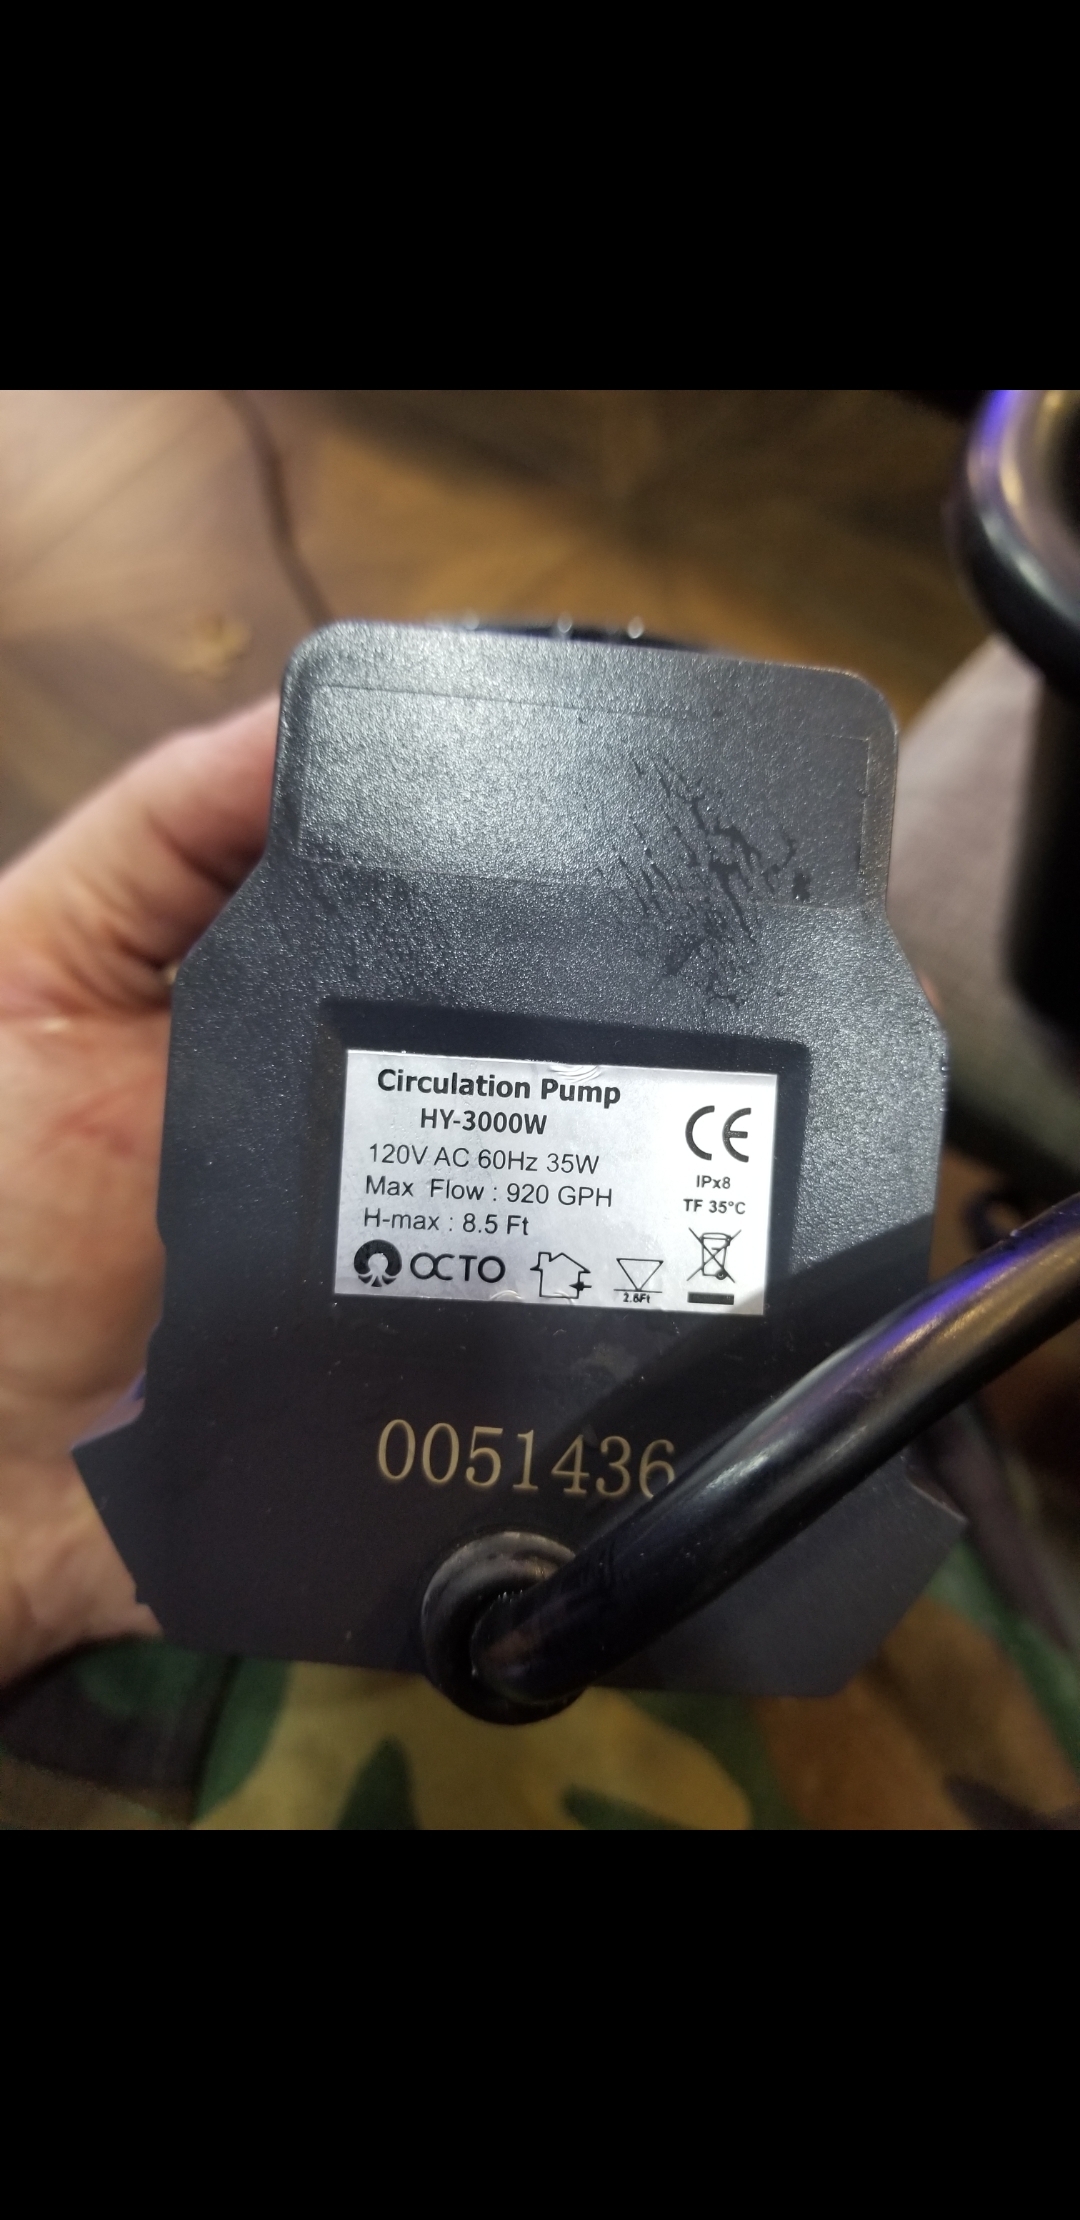 Circulation Pump
HY-3000W
120V AC 60Hz 35W
Max Flow : 920 GPH
H-max : 8.5 Ft
OCTO
2.6Ft
CE
IPx8
TF 35°C
0051436